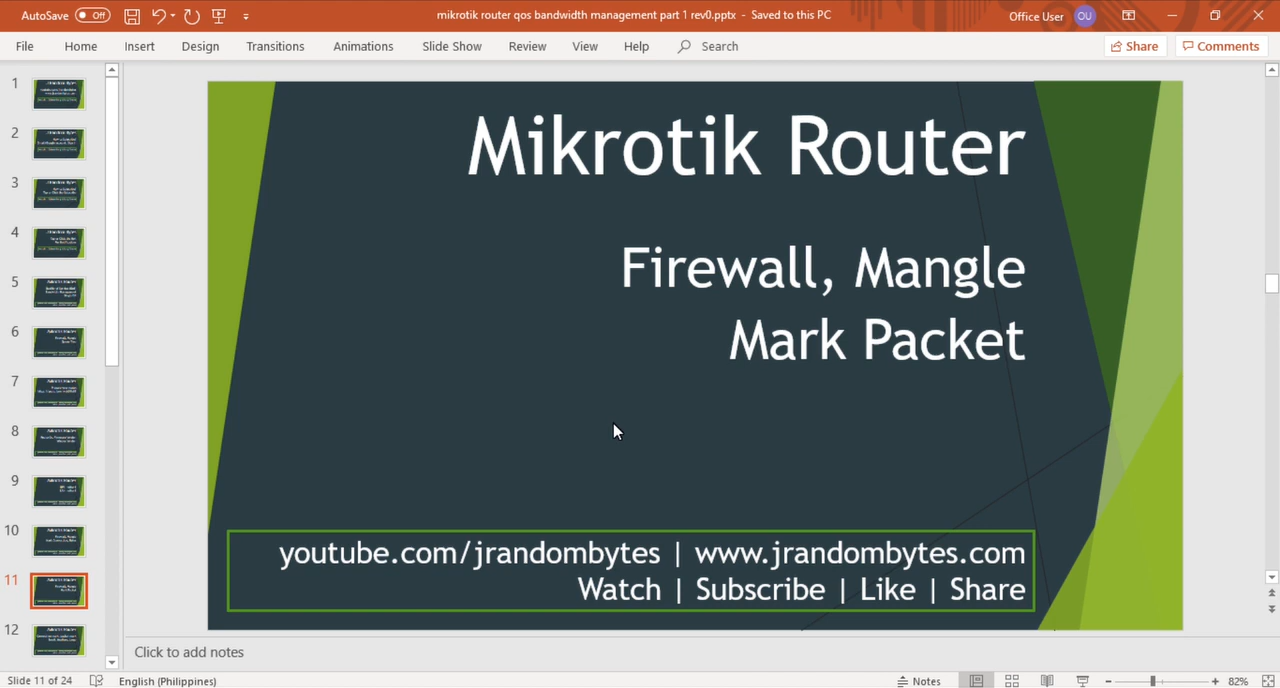 AutoSave Off
mikrotik router qos bandwidth management part 1 rev0.pptx - Saved to this PC
Office User OU
File Home Insert Design Transitions Animations Slide Show Review View Help Search Share Comments
1
2
3
4
5
6
7
8
9
10
11
12
Mikrotik Router
Firewall, Mangle
Mark Packet
youtube.com/jrandombytes | www.jrandombytes.com
Watch | Subscribe | Like | Share
Click to add notes
Slide 11 of 24 English (Philippines) Notes 82%